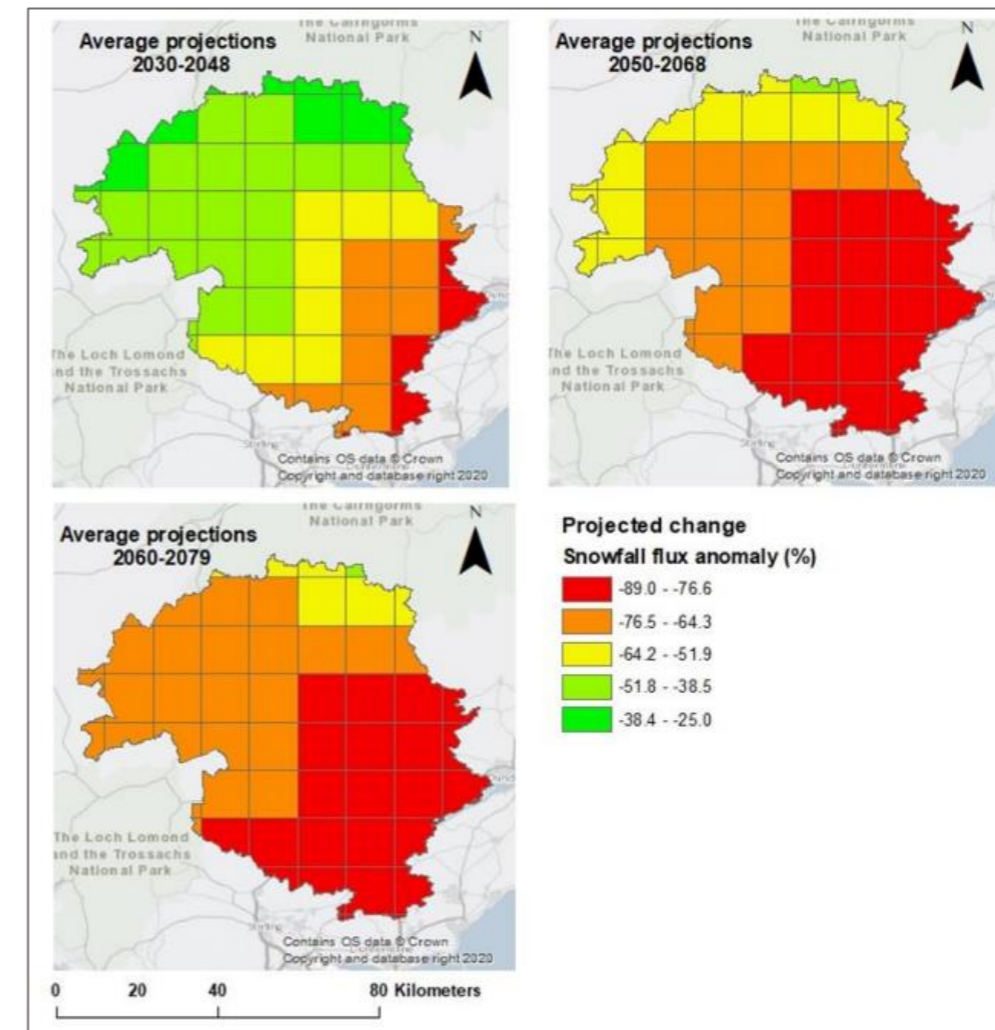 The Cairngorms
National Park
Average projections
2030-2048
N
The Loch Lomond
and the Trossachs
National Park
Stirling
Contains OS data © Crown
Copyright and database right 2020
The Cairngorms
National Park
Average projections
2050-2068
N
The Loch Lomond
and the Trossachs
National Park
Stirling
Contains OS data © Crown
Copyright and database right 2020
The Cairngorms
National Park
Average projections
2060-2079
N
The Loch Lomond
and the Trossachs
National Park
Stirling
Contains OS data © Crown
Copyright and database right 2020
Projected change
Snowfall flux anomaly (%)
-89.0 - -76.6
-76.5 - -64.3
-64.2 - -51.9
-51.8 - -38.5
-38.4 - -25.0
0 20 40 80 Kilometers